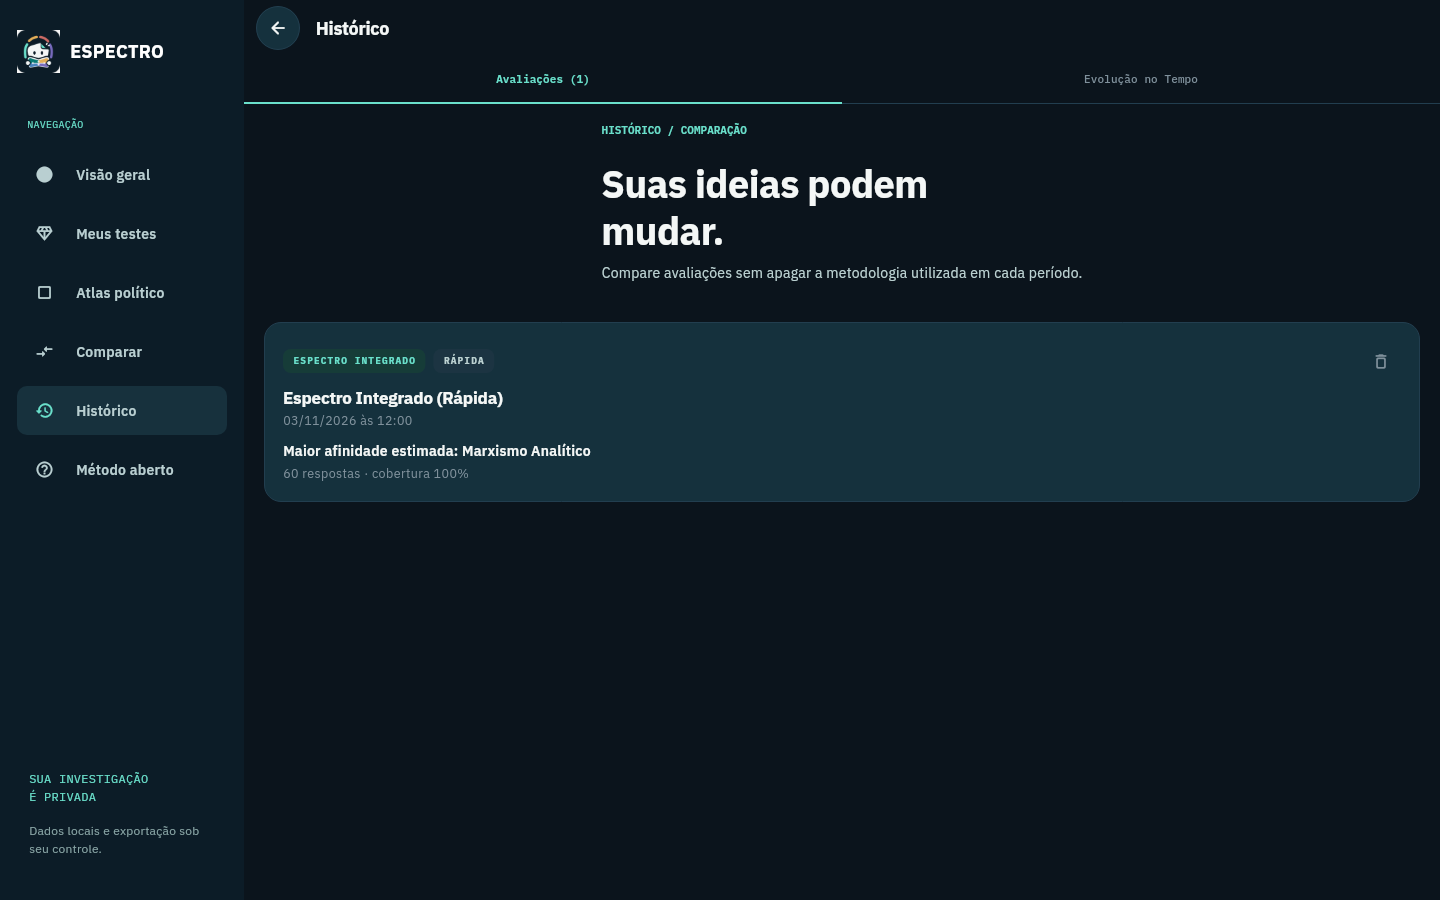 ESPECTRO
NAVEGAÇÃO
Visão geral
Meus testes
Atlas político
Comparar
Histórico
Método aberto
SUA INVESTIGAÇÃO
É PRIVADA
Dados locais e exportação sob
seu controle.
Histórico
Avaliações (1)
Evolução no Tempo
HISTÓRICO / COMPARAÇÃO
Suas ideias podem
mudar.
Compare avaliações sem apagar a metodologia utilizada em cada período.
ESPECTRO INTEGRADO
RÁPIDA
Espectro Integrado (Rápida)
03/11/2026 às 12:00
Maior afinidade estimada: Marxismo Analítico
60 respostas · cobertura 100%